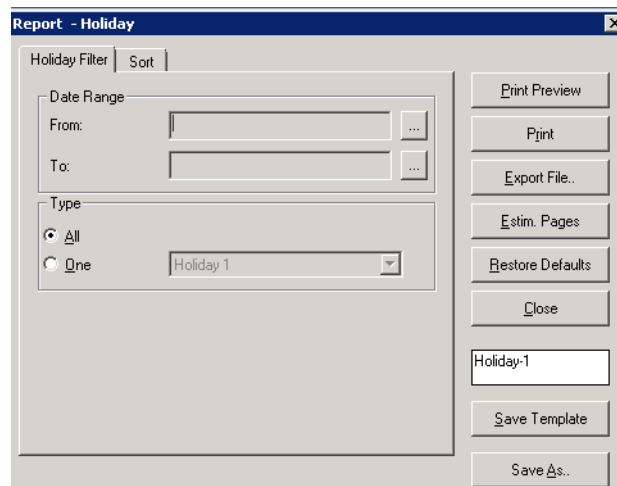 Report - Holiday
Holiday Filter
Sort
Date Range
From:
...
To:
...
Type
All
One
Holiday 1
Print Preview
Print
Export File..
Estim. Pages
Restore Defaults
Close
Holiday-1
Save Template
Save As..